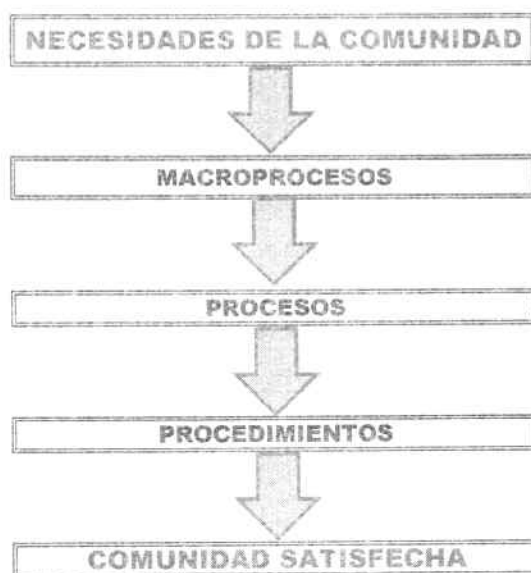 NECESIDADES DE LA COMUNIDAD
MACROPROCESOS
PROCESOS
PROCEDIMIENTOS
COMUNIDAD SATISFECHA